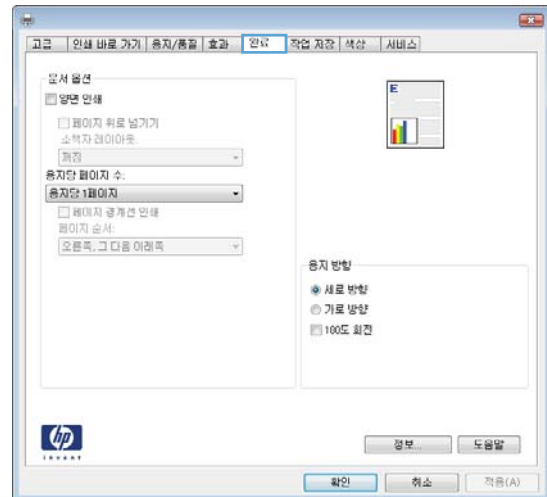 고급 인쇄 바로 가기 용지/품질 효과 완료 작업 저장 색상 서비스
문서 옵션
양면 인쇄
페이지 위로 넘기기
소책자 레이아웃:
꺼짐
용지당 페이지 수:
용지당 1페이지
페이지 경계선 인쇄
페이지 순서:
오른쪽, 그 다음 아래쪽
E
용지 방향
세로 방향
가로 방향
180도 회전
hp
invent
정보... 도움말
확인 취소 적용(A)